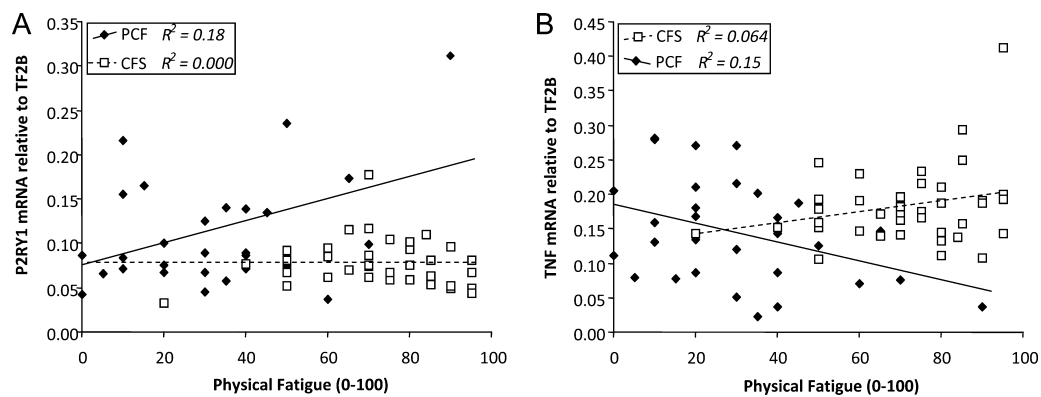 A
P2RY1 mRNA relative to TF2B
0.35
0.30
0.25
0.20
0.15
0.10
0.05
0.00
PCF R² = 0.18
CFS R² = 0.000
0 20 40 60 80 100
Physical Fatigue (0-100)
B
TNF mRNA relative to TF2B
0.45
0.40
0.35
0.30
0.25
0.20
0.15
0.10
0.05
0.00
CFS R² = 0.064
PCF R² = 0.15
0 20 40 60 80 100
Physical Fatigue (0-100)